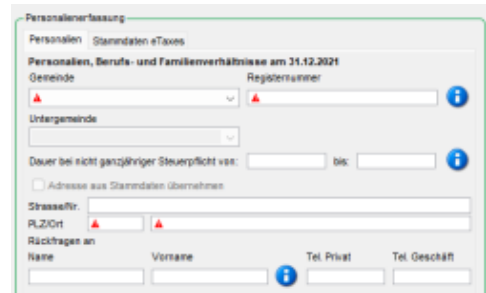 Personalienerfassung
Personalien Stammdaten eTaxes
Personalien, Berufs- und Familienverhältnisse am 31.12.2021
Gemeinde Registernummer
Untergemeinde
Dauer bei nicht ganzjähriger Steuerpflicht von: bis:
Adresse aus Stammdaten übernehmen
Strasse/Nr.
PLZ/Ort
Rückfragen an
Name Vorname Tel. Privat Tel. Geschäft